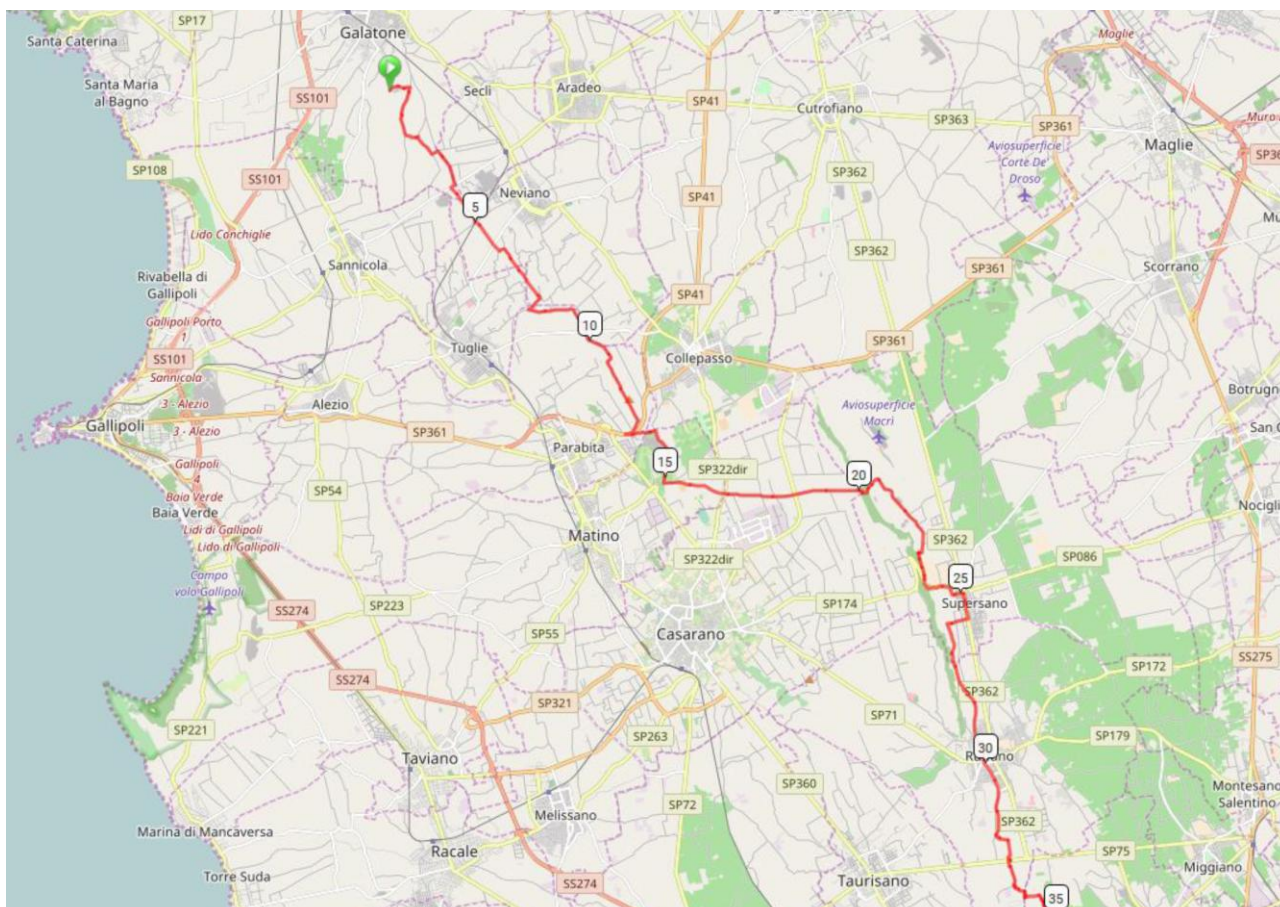 SP17
Galatone
Santa Caterina
Maglie
Santa Maria
al Bagno
SS101
Seclì
Aradeo
SP41
Cutrofiano
SP363
SP361
Maglie
SP108
SS101
Aviosuperficie
Corte De
Droso
SP362
Neviano
SP41
5
Lido Conchiglie
SP362
Sannicola
Scorrano
Rivabella di
Gallipoli
SP361
SP41
Gallipoli Porto
1
10
SP361
Tuglie
Collepasso
SS101
Sannicola
3 - Alezio
Alezio
Aviosuperficie
Macrì
Gallipoli
3 - Alezio
SP361
Parabita
Gallipoli
4
15
SP322dir
20
SP54
Baia Verde
Baia Verde
Lidi di Gallipoli
Lido di Gallipoli
Matino
SP362
SP322dir
SP086
Campo
volo Gallipoli
25
SS274
SP223
SP174
Supersano
SP55
Casarano
SS275
SP172
SS274
SP362
SP321
SP71
SP221
SP263
SP179
30
Taviano
SP360
Montesano
Salentino
SP72
Melissano
SP362
Marina di Mancaversa
Racale
SP75
Miggiano
Torre Suda
SS274
Taurisano
35